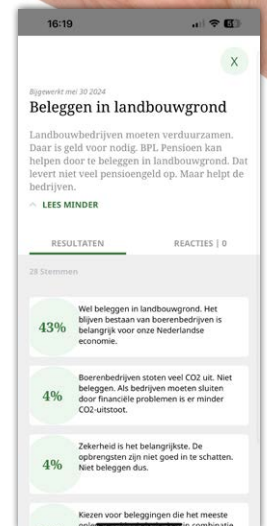 16:19
X
Bijgewerkt mei 30 2024
Beleggen in landbouwgrond
Landbouwbedrijven moeten verduurzamen.
Daar is geld voor nodig. BPL Pensioen kan
helpen door te beleggen in landbouwgrond. Dat
levert niet veel pensioengeld op. Maar helpt de
bedrijven.
LEES MINDER
RESULTATEN REACTIES | 0
28 Stemmen
43%
Wel beleggen in landbouwgrond. Het
blijven bestaan van boerenbedrijven is
belangrijk voor onze Nederlandse
economie.
4%
Boerenbedrijven stoten veel CO2 uit. Niet
beleggen. Als bedrijven moeten sluiten
door financiële problemen is er minder
CO2-uitstoot.
4%
Zekerheid is het belangrijkste. De
opbrengsten zijn niet goed in te schatten.
Niet beleggen dus.
Kiezen voor beleggingen die het meeste
in combinatie